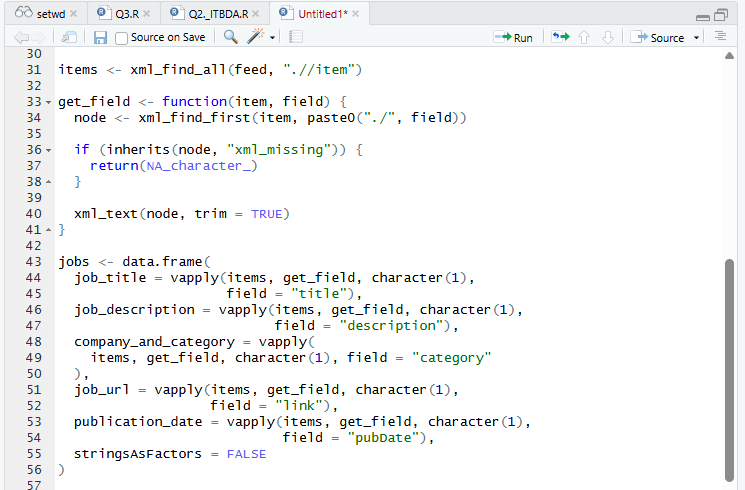 setwd × Q3.R × Q2._ITBDA.R × Untitled1* ×
Source on Save Run Source
30
31 items <- xml_find_all(feed, ".//item")
32
33 get_field <- function(item, field) {
34   node <- xml_find_first(item, paste0("./", field))
35
36   if (inherits(node, "xml_missing")) {
37     return(NA_character_)
38   }
39
40   xml_text(node, trim = TRUE)
41 }
42
43 jobs <- data.frame(
44   job_title = vapply(items, get_field, character(1),
45                      field = "title"),
46   job_description = vapply(items, get_field, character(1),
47                            field = "description"),
48   company_and_category = vapply(
49     items, get_field, character(1), field = "category"
50   ),
51   job_url = vapply(items, get_field, character(1),
52                    field = "link"),
53   publication_date = vapply(items, get_field, character(1),
54                             field = "pubDate"),
55   stringsAsFactors = FALSE
56 )
57